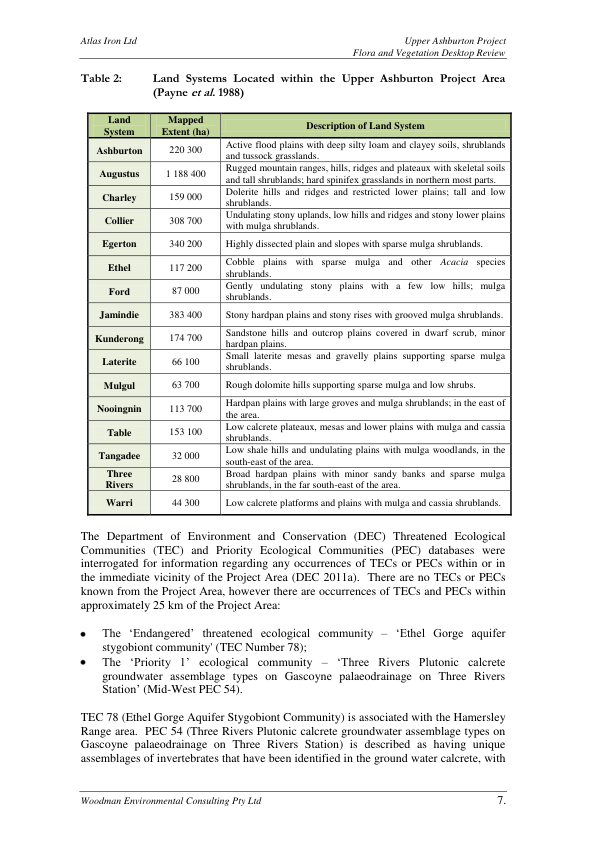 Atlas Iron Ltd
Upper Ashburton Project
Flora and Vegetation Desktop Review
Table 2: Land Systems Located within the Upper Ashburton Project Area
(Payne et al. 1988)
Land System
Mapped Extent (ha)
Description of Land System
Ashburton
220 300
Active flood plains with deep silty loam and clayey soils, shrublands
and tussock grasslands.
Augustus
1 188 400
Rugged mountain ranges, hills, ridges and plateaux with skeletal soils
and tall shrublands; hard spinifex grasslands in northern most parts.
Charley
159 000
Dolerite hills and ridges and restricted lower plains; tall and low
shrublands.
Collier
308 700
Undulating stony uplands, low hills and ridges and stony lower plains
with mulga shrublands.
Egerton
340 200
Highly dissected plain and slopes with sparse mulga shrublands.
Ethel
117 200
Cobble plains with sparse mulga and other Acacia species
shrublands.
Ford
87 000
Gently undulating stony plains with a few low hills; mulga
shrublands.
Jamindie
383 400
Stony hardpan plains and stony rises with grooved mulga shrublands.
Kunderong
174 700
Sandstone hills and outcrop plains covered in dwarf scrub, minor
hardpan plains.
Laterite
66 100
Small laterite mesas and gravelly plains supporting sparse mulga
shrublands.
Mulgul
63 700
Rough dolomite hills supporting sparse mulga and low shrubs.
Nooingnin
113 700
Hardpan plains with large groves and mulga shrublands; in the east of
the area.
Table
153 100
Low calcrete plateaux, mesas and lower plains with mulga and cassia
shrublands.
Tangadee
32 000
Low shale hills and undulating plains with mulga woodlands, in the
south-east of the area.
Three
Rivers
28 800
Broad hardpan plains with minor sandy banks and sparse mulga
shrublands, in the far south-east of the area.
Warri
44 300
Low calcrete platforms and plains with mulga and cassia shrublands.
The Department of Environment and Conservation (DEC) Threatened Ecological
Communities (TEC) and Priority Ecological Communities (PEC) databases were
interrogated for information regarding any occurrences of TECs or PECs within or in
the immediate vicinity of the Project Area (DEC 2011a). There are no TECs or PECs
known from the Project Area, however there are occurrences of TECs and PECs within
approximately 25 km of the Project Area:
• The ‘Endangered’ threatened ecological community – ‘Ethel Gorge aquifer
stygobiont community' (TEC Number 78);
• The ‘Priority 1’ ecological community – ‘Three Rivers Plutonic calcrete
groundwater assemblage types on Gascoyne palaeodrainage on Three Rivers
Station’ (Mid-West PEC 54).
TEC 78 (Ethel Gorge Aquifer Stygobiont Community) is associated with the Hamersley
Range area. PEC 54 (Three Rivers Plutonic calcrete groundwater assemblage types on
Gascoyne palaeodrainage on Three Rivers Station) is described as having unique
assemblages of invertebrates that have been identified in the ground water calcrete, with
Woodman Environmental Consulting Pty Ltd
7.